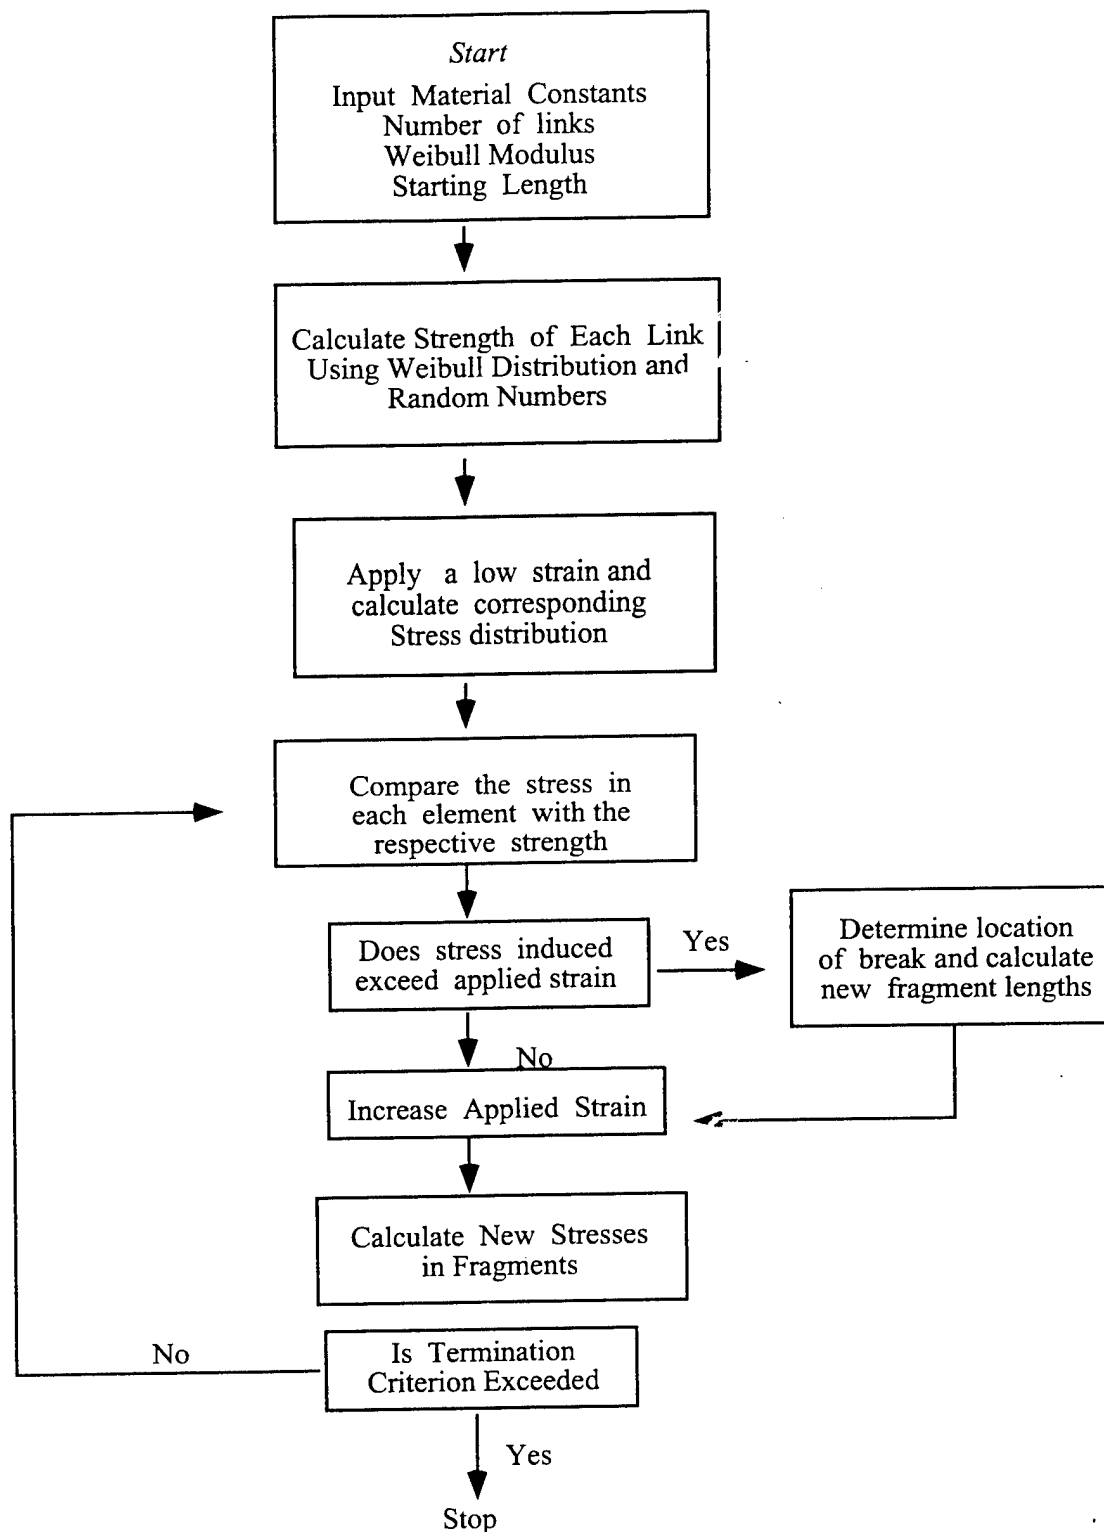 Start
Input Material Constants
Number of links
Weibull Modulus
Starting Length
Calculate Strength of Each Link
Using Weibull Distribution and
Random Numbers
Apply a low strain and
calculate corresponding
Stress distribution
Compare the stress in
each element with the
respective strength
Does stress induced
exceed applied strain
Yes
Determine location
of break and calculate
new fragment lengths
No
Increase Applied Strain
Calculate New Stresses
in Fragments
Is Termination
Criterion Exceeded
No
Yes
Stop